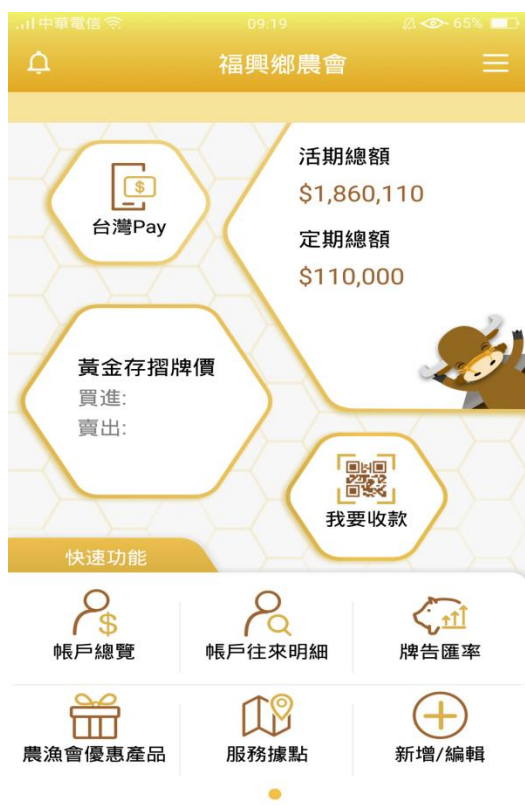 中華電信 09:19 65%
福興鄉農會
台灣Pay
活期總額
$1,860,110
定期總額
$110,000
黃金存摺牌價
買進:
賣出:
我要收款
快速功能
帳戶總覽
帳戶往來明細
牌告匯率
農漁會優惠產品
服務據點
新增/編輯